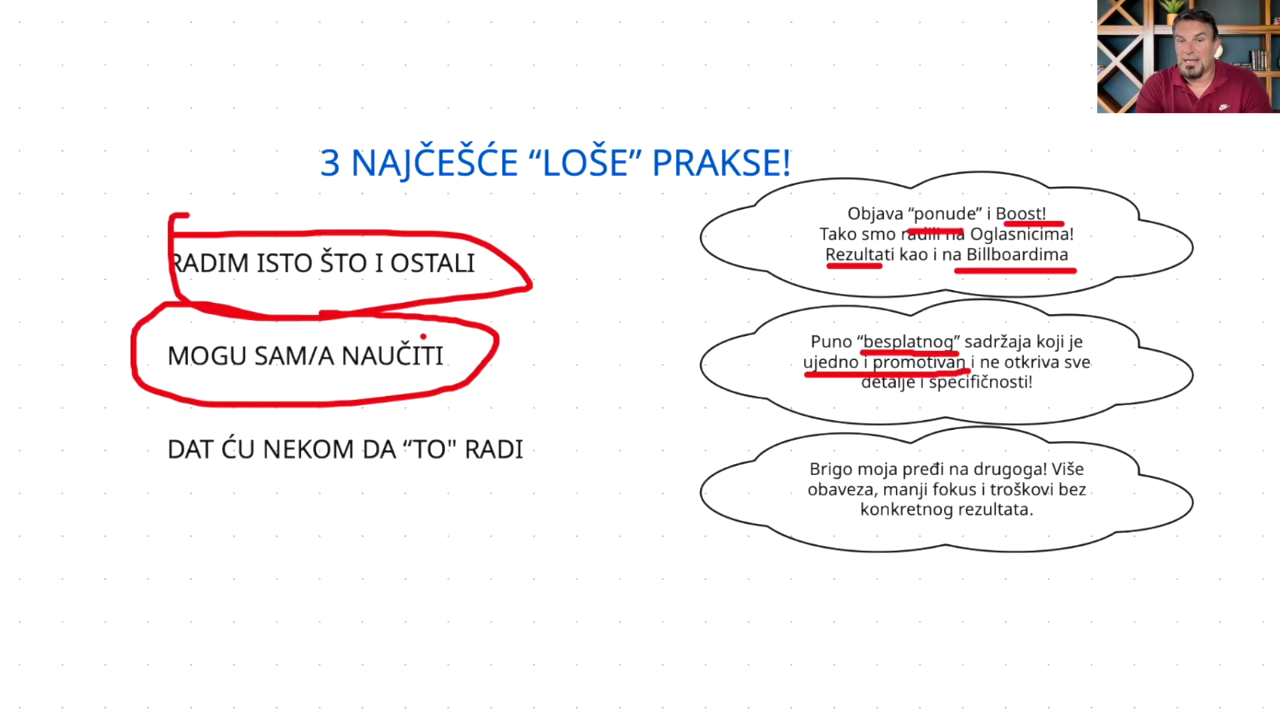 3 NAJČEŠĆE “LOŠE” PRAKSE!
RADIM ISTO ŠTO I OSTALI
Objava “ponude” i Boost!
Tako smo radili na Oglasnicima!
Rezultati kao i na Billboardima
MOGU SAM/A NAUČITI
Puno “besplatnog” sadržaja koji je
ujedno i promotivan i ne otkriva sve
detalje i specifičnosti!
DAT ĆU NEKOM DA “TO" RADI
Brigo moja pređi na drugoga! Više
obaveza, manji fokus i troškovi bez
konkretnog rezultata.